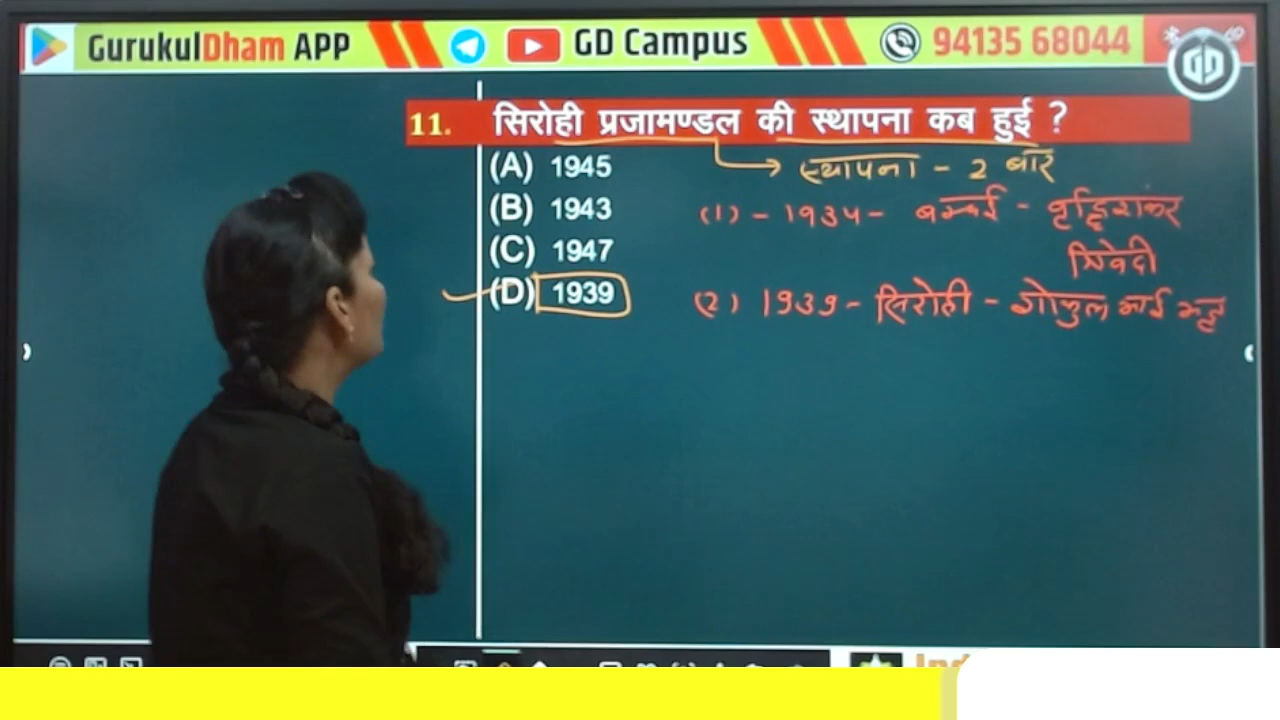 GurukulDham APP GD Campus 94135 68044
11. सिरोही प्रजामण्डल की स्थापना कब हुई ?
(A) 1945
स्थापना - 2 बार
(B) 1943
(1) - 1934 - बम्बई - वृद्धिशंकर
त्रिवेदी
(C) 1947
(D) 1939
(2) 1939 - सिरोही - गोकुल भाई भट्ट